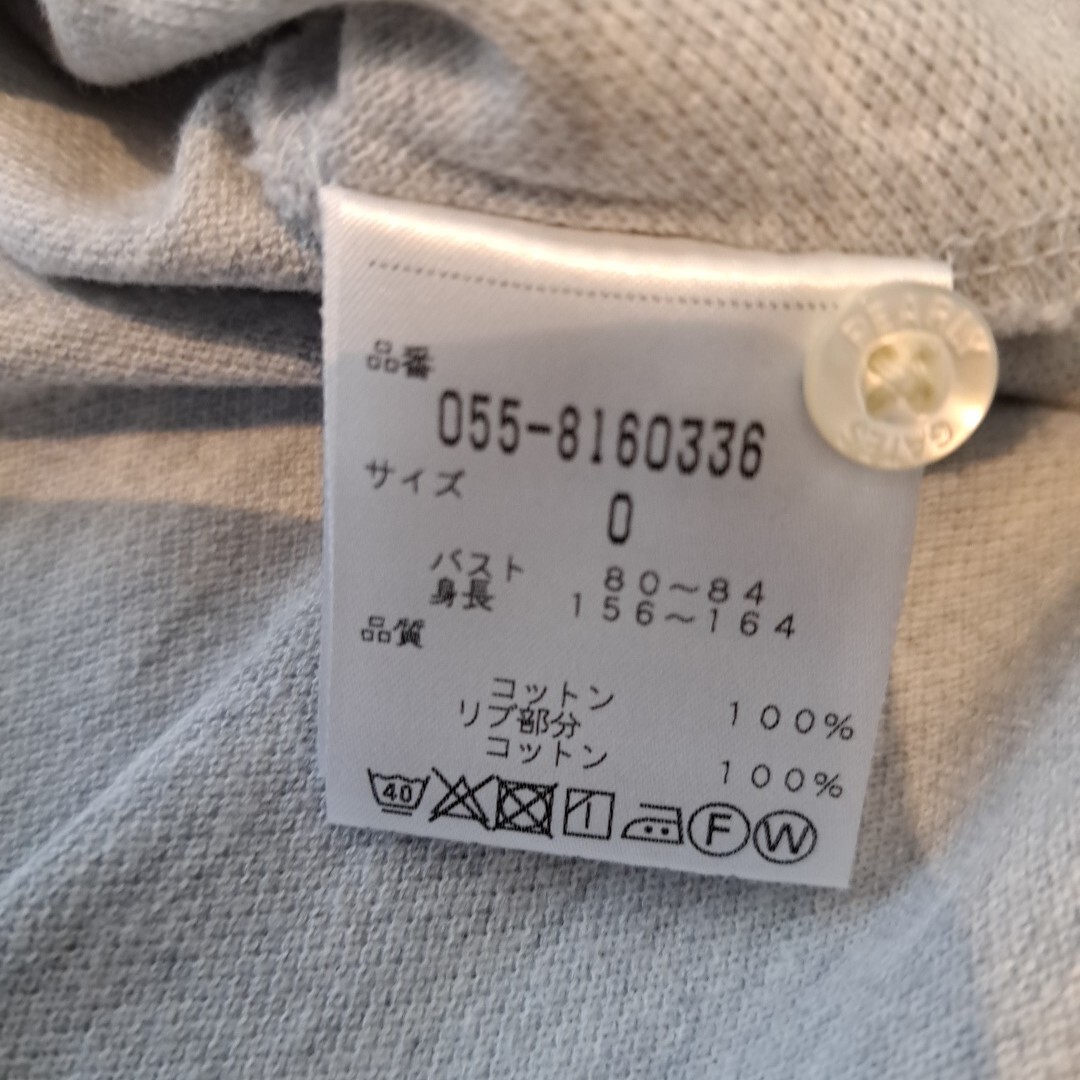 品番
055-8160336
サイズ
0
バスト 80～84
身長 156～164
品質
コットン 100%
リブ部分
コットン 100%
40
F W
GATES